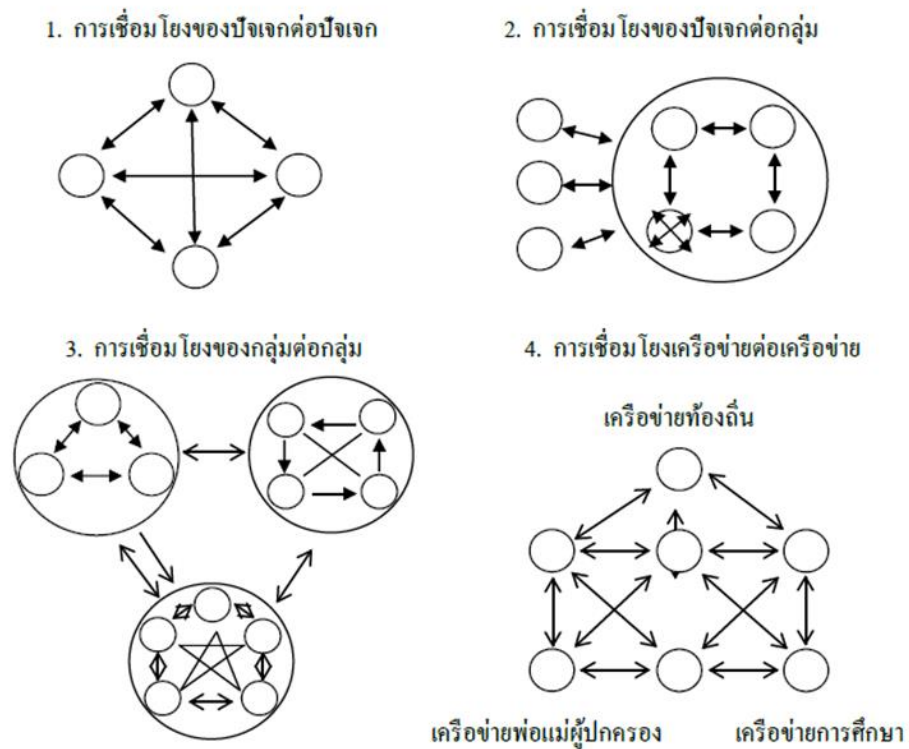 1. การเชื่อมโยงของปัจเจกต่อปัจเจก
2. การเชื่อมโยงของปัจเจกต่อกลุ่ม
3. การเชื่อมโยงของกลุ่มต่อกลุ่ม
4. การเชื่อมโยงเครือข่ายต่อเครือข่าย
เครือข่ายท้องถิ่น
เครือข่ายพ่อแม่ผู้ปกครอง
เครือข่ายการศึกษา